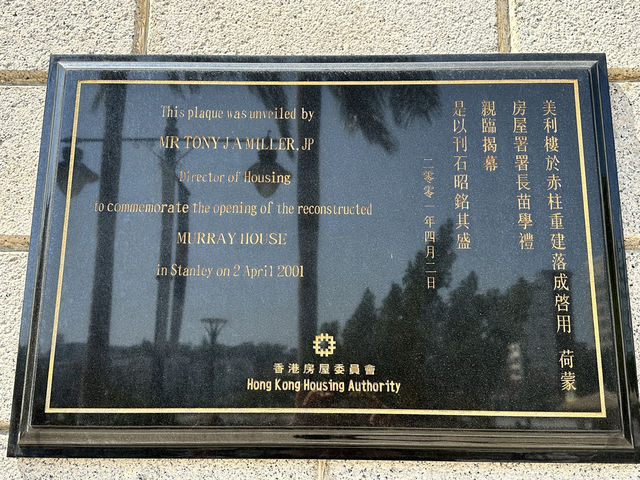 This plaque was unveiled by
MR TONY J A MILLER, JP
Director of Housing
to commemorate the opening of the reconstructed
MURRAY HOUSE
in Stanley on 2 April 2001
美利樓於赤柱重建落成啓用 荷蒙
房屋署署長苗學禮
親臨揭幕
是以刊石昭銘其盛
二零零一年四月二日
香港房屋委員會
Hong Kong Housing Authority